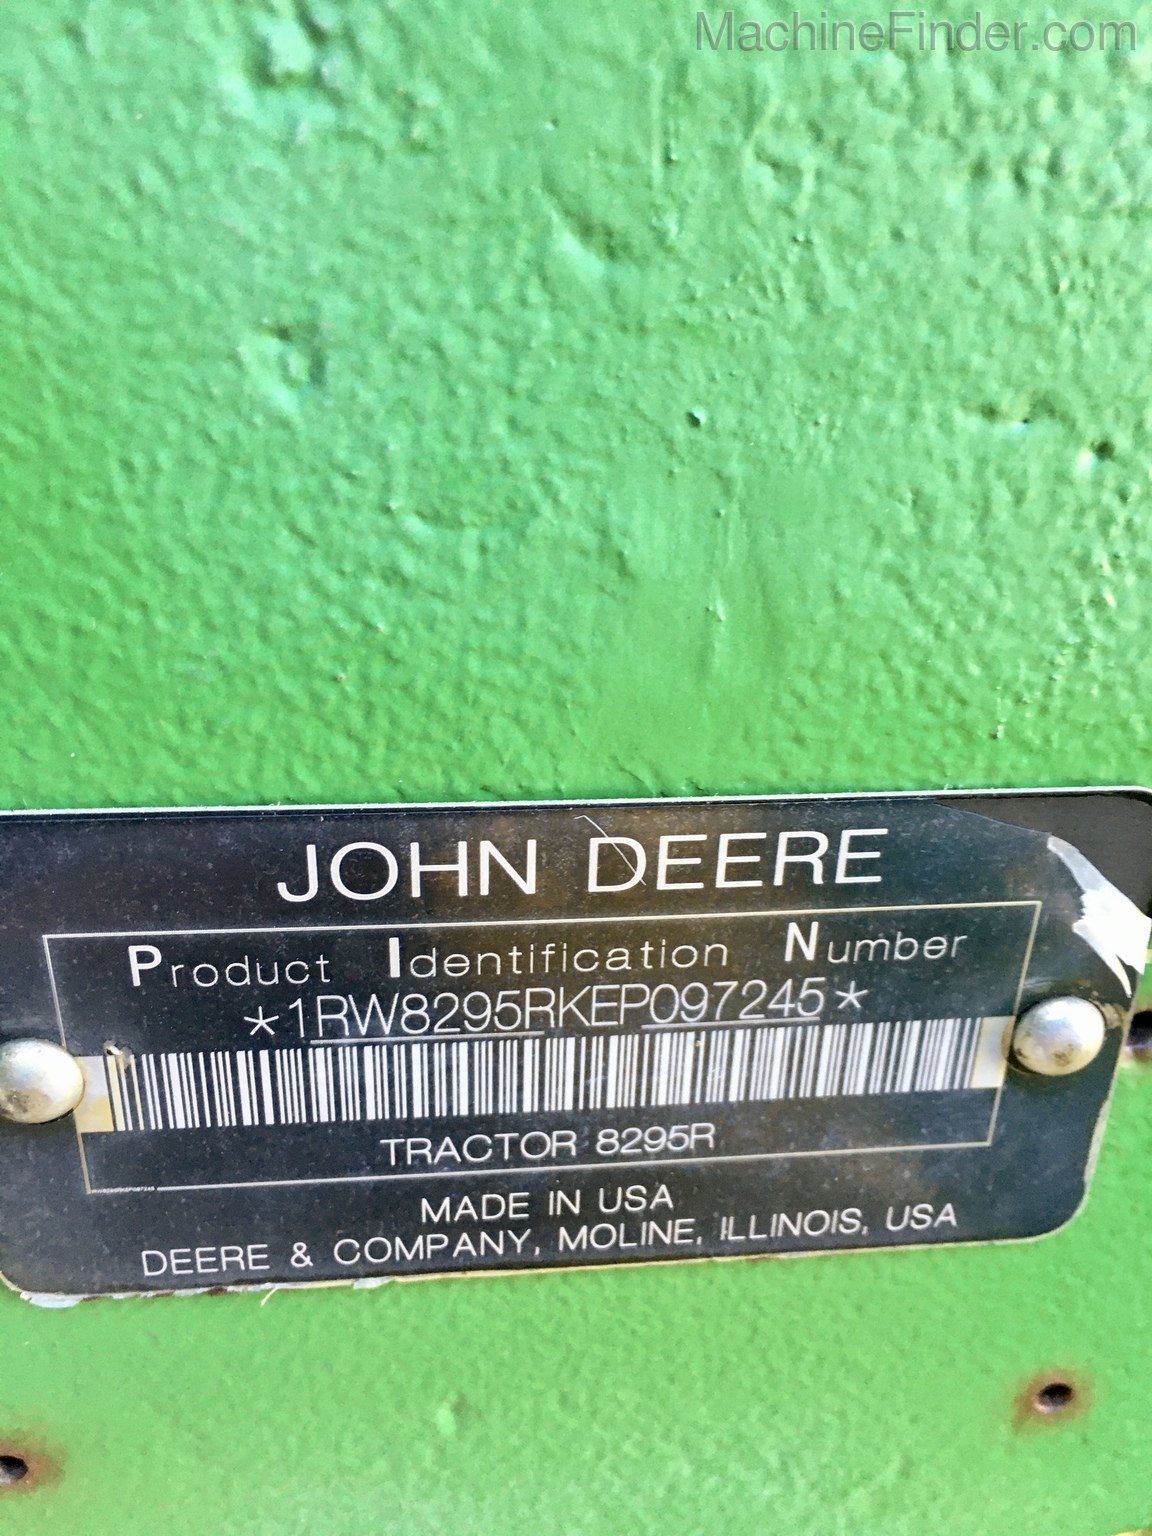 MachineFinder.com
JOHN DEERE
Product Identification Number
*1RW8295RKEP097245*
TRACTOR 8295R
MADE IN USA
DEERE & COMPANY, MOLINE, ILLINOIS, USA